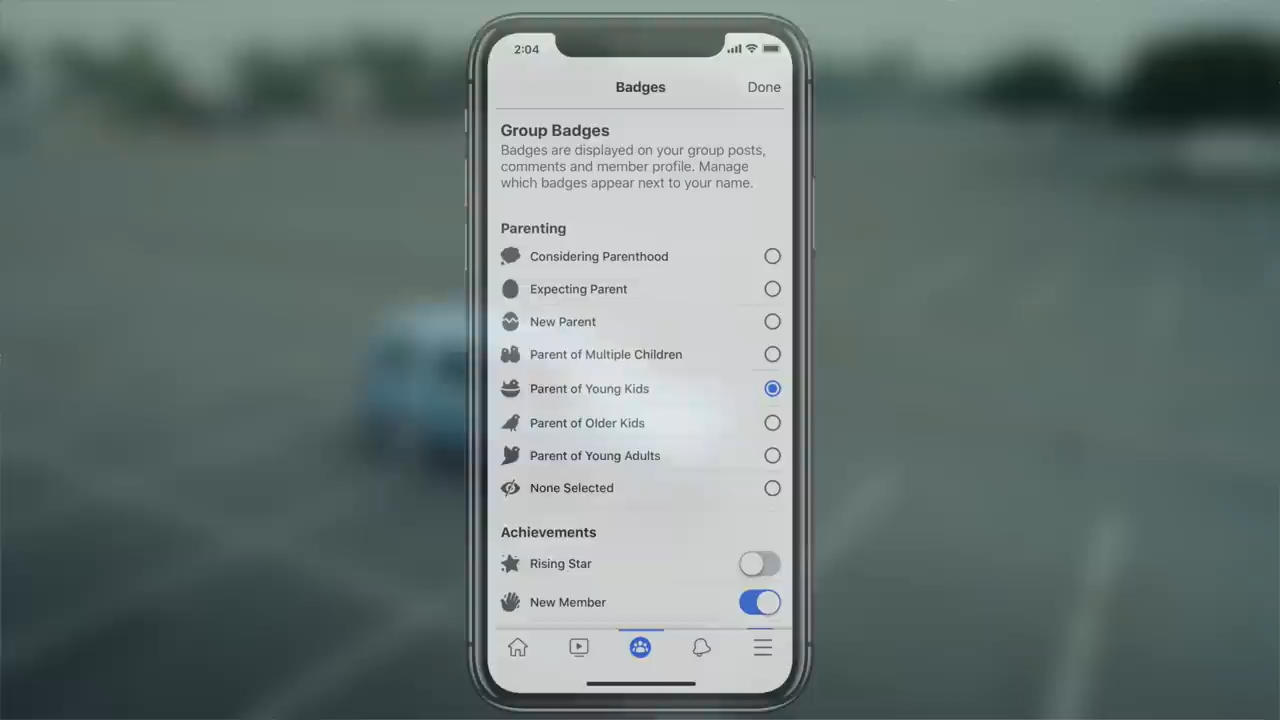 2:04
Badges
Done
Group Badges
Badges are displayed on your group posts,
comments and member profile. Manage
which badges appear next to your name.
Parenting
Considering Parenthood
Expecting Parent
New Parent
Parent of Multiple Children
Parent of Young Kids
Parent of Older Kids
Parent of Young Adults
None Selected
Achievements
Rising Star
New Member